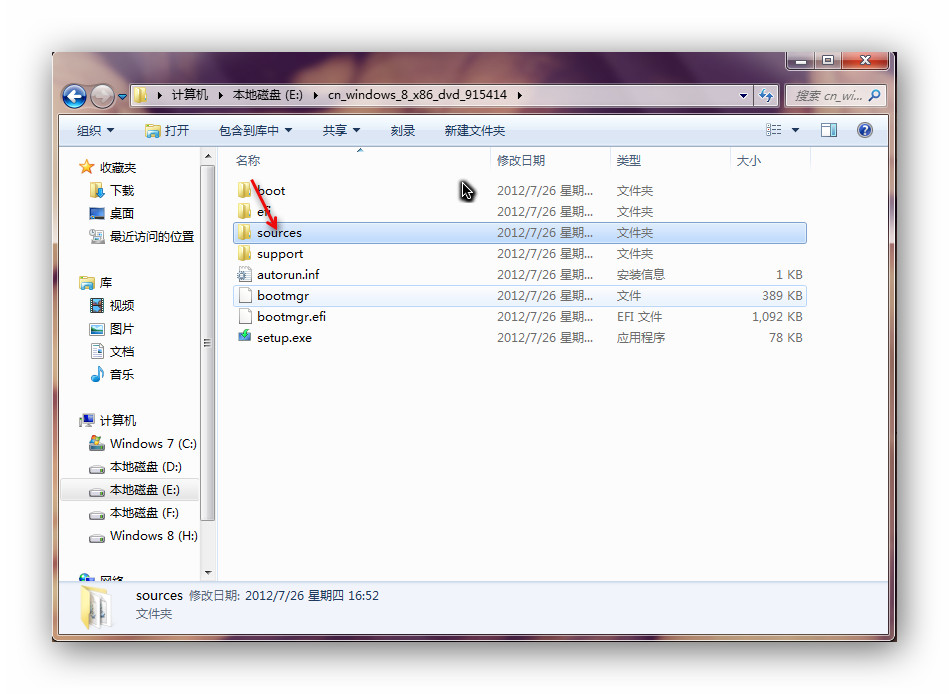 计算机 本地磁盘 (E:) cn_windows_8_x86_dvd_915414
搜索 cn_wi...
组织 打开 包含到库中 共享 刻录 新建文件夹
收藏夹
下载
桌面
最近访问的位置
库
视频
图片
文档
音乐
计算机
Windows 7 (C:)
本地磁盘 (D:)
本地磁盘 (E:)
本地磁盘 (F:)
Windows 8 (H:)
网络
名称 修改日期 类型 大小
boot 2012/7/26 星期... 文件夹
efi 2012/7/26 星期... 文件夹
sources 2012/7/26 星期... 文件夹
support 2012/7/26 星期... 文件夹
autorun.inf 2012/7/26 星期... 安装信息 1 KB
bootmgr 2012/7/26 星期... 文件 389 KB
bootmgr.efi 2012/7/26 星期... EFI 文件 1,092 KB
setup.exe 2012/7/26 星期... 应用程序 78 KB
sources 修改日期: 2012/7/26 星期四 16:52
文件夹